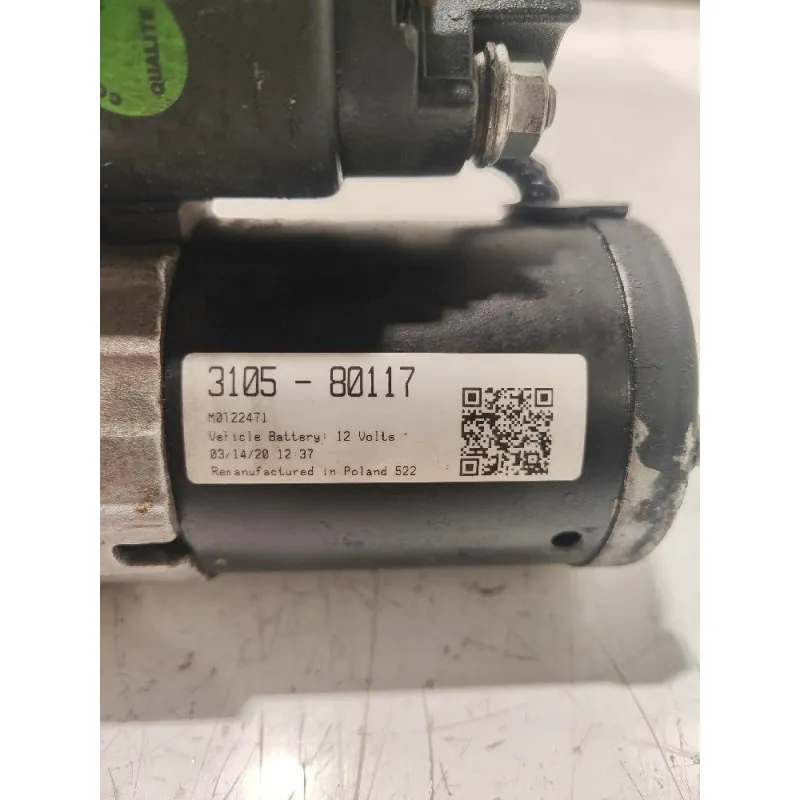 QUALITE
3105 - 80117
M0122471
Vehicle Battery: 12 Volts
03/14/20 12:37
Remanufactured in Poland 522